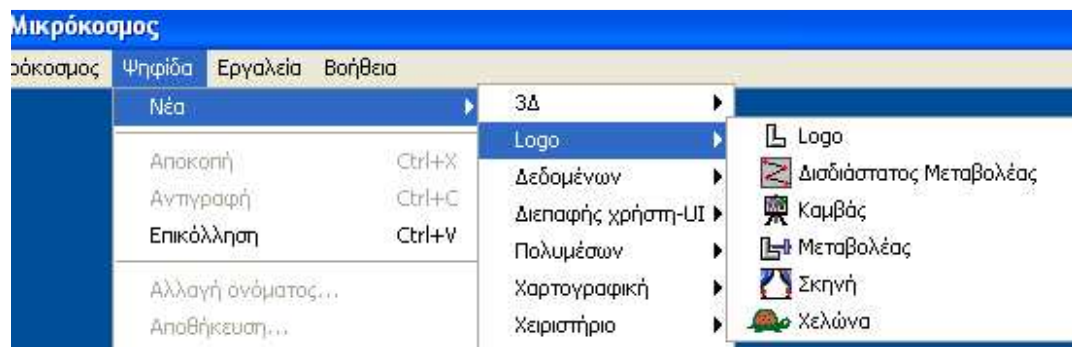 Μικρόκοσμος
ρόκοσμος Ψηφίδα Εργαλεία Βοήθεια
Νέα
Αποκοπή Ctrl+X
Αντιγραφή Ctrl+C
Επικόλληση Ctrl+V
Αλλαγή ονόματος...
Αποθήκευση...
3Δ
Logo
Δεδομένων
Διεπαφής χρήστη-UI
Πολυμέσων
Χαρτογραφική
Χειριστήριο
Logo
Δισδιάστατος Μεταβολέας
Καμβάς
Μεταβολέας
Σκηνή
Χελώνα